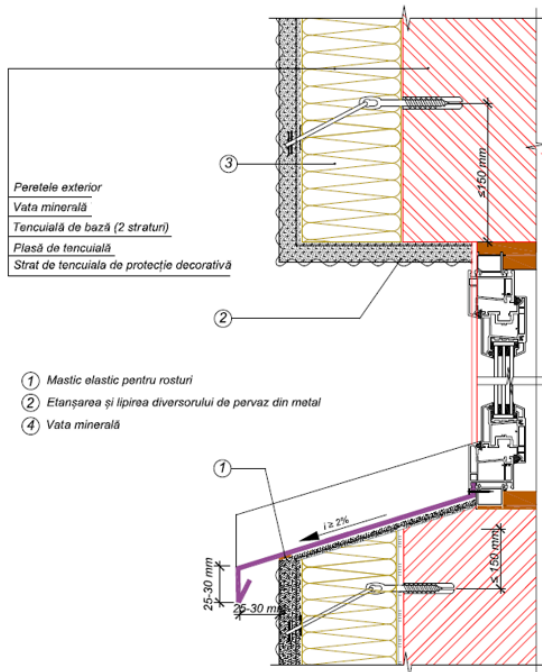 3
≤150 mm
Peretele exterior
Vata minerală
Tencuială de bază (2 straturi)
Plasă de tencuială
Strat de tencuiala de protecție decorativă
2
1 Mastic elastic pentru rosturi
2 Etanșarea și lipirea diversorului de pervaz din metal
4 Vata minerală
1
i ≥ 2%
25-30 mm
25-30 mm
≤ 150 mm